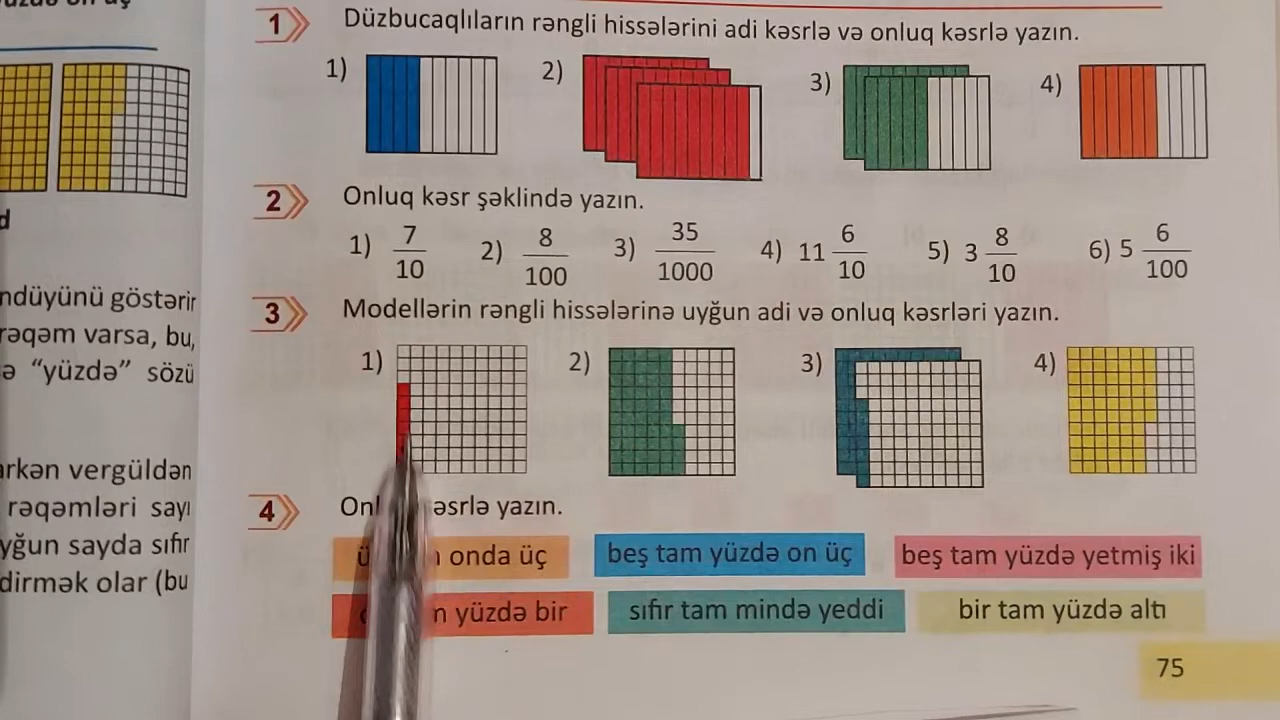 ndüyünü göstərir
rəqəm varsa, bu,
ə “yüzdə” sözü
arkən vergüldən
rəqəmləri sayı
yğun sayda sıfır
dirmək olar (bu
1 Düzbucaqlıların rəngli hissələrini adi kəsrlə və onluq kəsrlə yazın.
1) 2) 3) 4)
2 Onluq kəsr şəklində yazın.
1) 7/10 2) 8/100 3) 35/1000 4) 11 6/10 5) 3 8/10 6) 5 6/100
3 Modellərin rəngli hissələrinə uyğun adi və onluq kəsrləri yazın.
1) 2) 3) 4)
4 Onl əsrlə yazın.
onda üç beş tam yüzdə on üç beş tam yüzdə yetmiş iki
yüzdə bir sıfır tam mində yeddi bir tam yüzdə altı
75